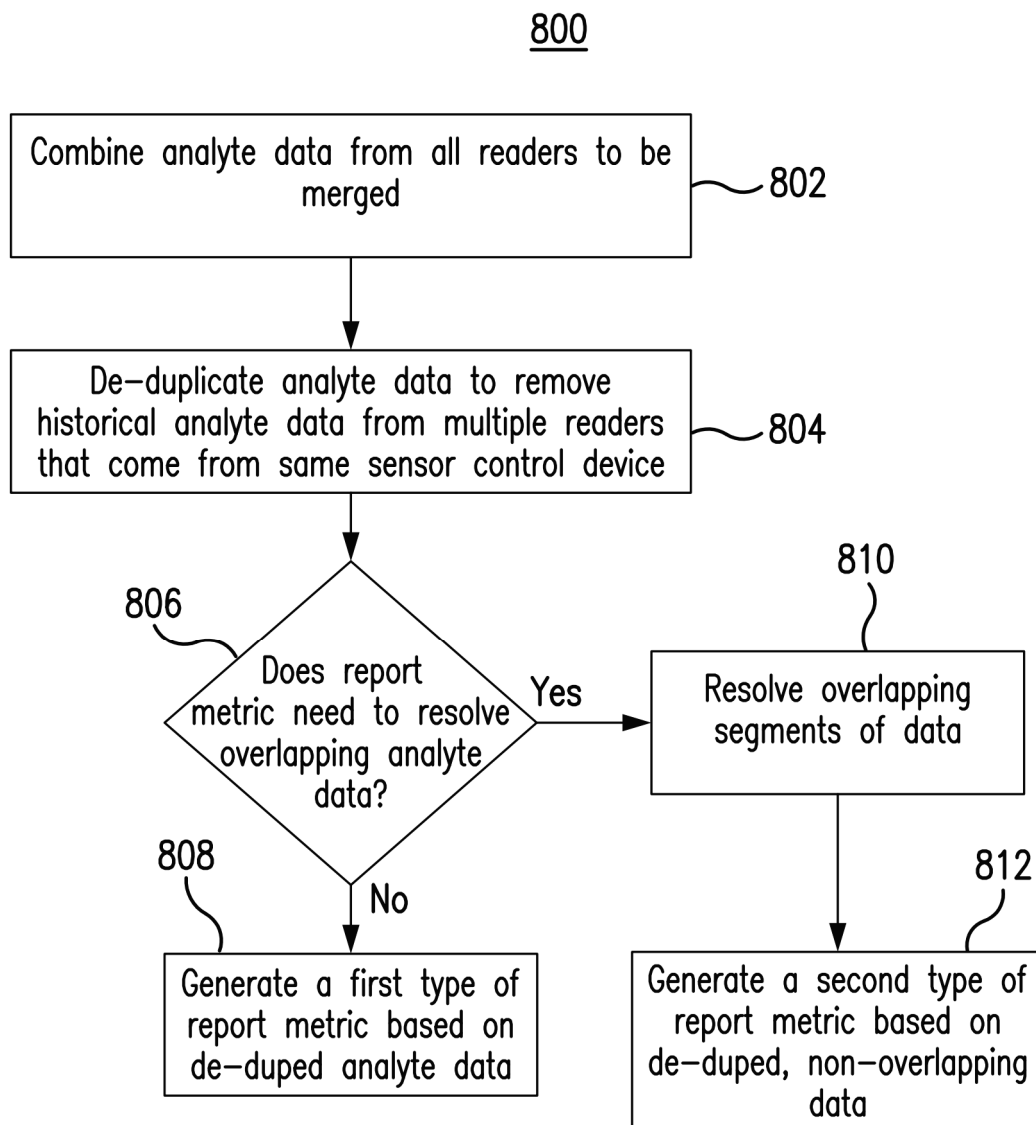 800
Combine analyte data from all readers to be
merged
802
De-duplicate analyte data to remove
historical analyte data from multiple readers
that come from same sensor control device
804
806
Does report
metric need to resolve
overlapping analyte
data?
Yes
No
810
Resolve overlapping
segments of data
808
Generate a first type of
report metric based on
de-duped analyte data
812
Generate a second type of
report metric based on
de-duped, non-overlapping
data